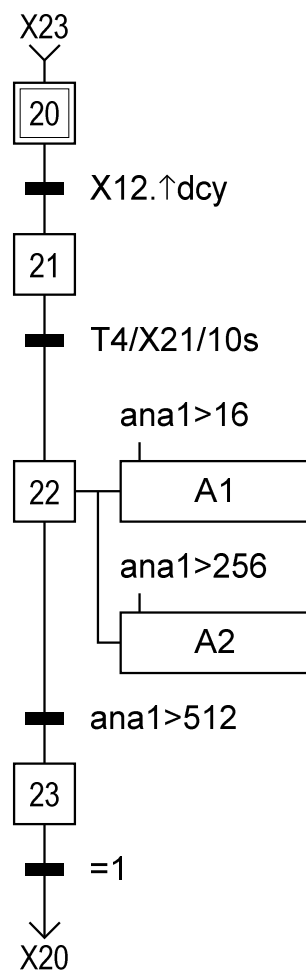 X23
20
X12.↑dcy
21
T4/X21/10s
ana1>16
22
A1
ana1>256
A2
ana1>512
23
=1
X20